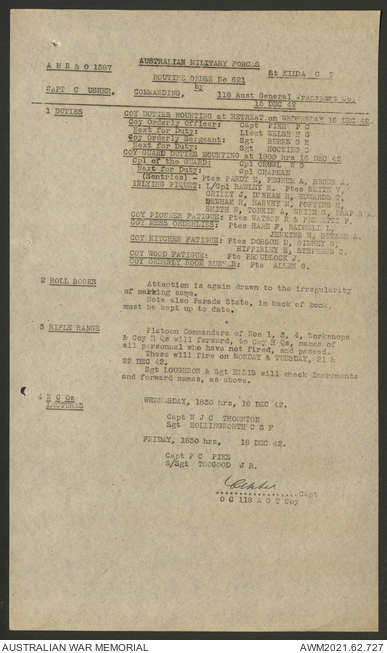 AUSTRALIAN MILITARY FORCES
A M R & O 1587
ROUTINE ORDER No 621
St KILDA
by
CAPT C USHER, COMMANDING, 118 Aust General Transport Coy
15 DEC 42
1 DUTIES COY DUTIES MOUNTING at RETREAT on WEDNESDAY 16 DEC 42.
Coy Orderly Officer: Capt PIKE P C
Next for Duty: Lieut WELSH H G
Coy Orderly Sergeant: Sgt BURNS G R
Next for Duty: Sgt HOCKING C
COY GUARD DUTIES MOUNTING at 1800 hrs 16 DEC 42
Cpl of the GUARD: Cpl CROWL W G
Next for Duty: Cpl CHAPMAN
(Sentries) - Ptes PANDY S, A, BROWN A.
INLYING PIQUET: L/Cpl HAWLEY R. Ptes SMITH V,
J, DENHAM R, EDWARDS T,
DENHAM R, HARVEY K, PONTING H,
SMITH N, TONKIN A, WHITE G,
COY PIONEER FATIGUE: Ptes WATSON R & P.
COY MESS ORDERLIES: Ptes HARE F, L,
JENKINS N, A.
COY KITCHEN FATIGUE: Ptes DOBSON D, G,
HIPPISLEY B, STEPHENS C.
COY WOOD FATIGUE: Pte PROUDLOCK J.
COY ORDERLY ROOM RUNNER: Pte ALLEN G.
2 ROLL BOOKS Attention is again drawn to the irregularity
of marking same.
Note also Parade State, in back of book,
must be kept up to date.
3 RIFLE RANGE Platoon Commanders of Nos 1, 3, 4, Workshops
& Coy H Qs will forward, to Coy H Qs, names of
all personnel who have not fired, and passed.
These will fire on MONDAY & TUESDAY, 21 &
22 DEC 42.
Sgt LOUGHRON & Sgt ELLIS will check
and forward names, as above.
4 N C Os WEDNESDAY, 1830 hrs, 16 DEC 42.
LECTURES
Capt W J C THORNTON
Sgt HOLLINGWORTH C S F
FRIDAY, 1830 hrs, 18 DEC 42.
Capt P C PIKE
S/Sgt TOOGOOD J R.
..................Capt
O C 118 A G T Coy
AUSTRALIAN WAR MEMORIAL AWM2021.62.727